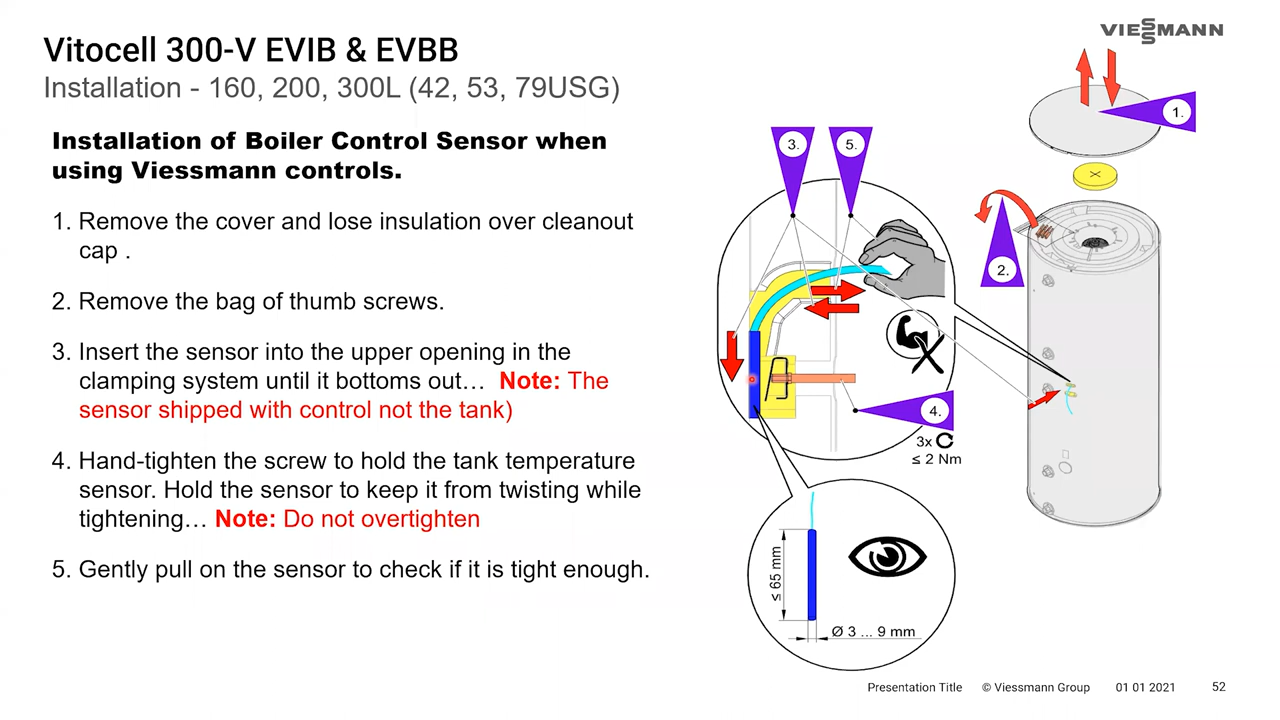 VIESSMANN
Vitocell 300-V EVIB & EVBB
Installation - 160, 200, 300L (42, 53, 79USG)
Installation of Boiler Control Sensor when
using Viessmann controls.
1. Remove the cover and lose insulation over cleanout
cap .
2. Remove the bag of thumb screws.
3. Insert the sensor into the upper opening in the
clamping system until it bottoms out… Note: The
sensor shipped with control not the tank)
4. Hand-tighten the screw to hold the tank temperature
sensor. Hold the sensor to keep it from twisting while
tightening… Note: Do not overtighten
5. Gently pull on the sensor to check if it is tight enough.
1.
3.
5.
2.
4.
3x
≤ 2 Nm
≤ 65 mm
Ø 3 ... 9 mm
Presentation Title © Viessmann Group 01 01 2021 52